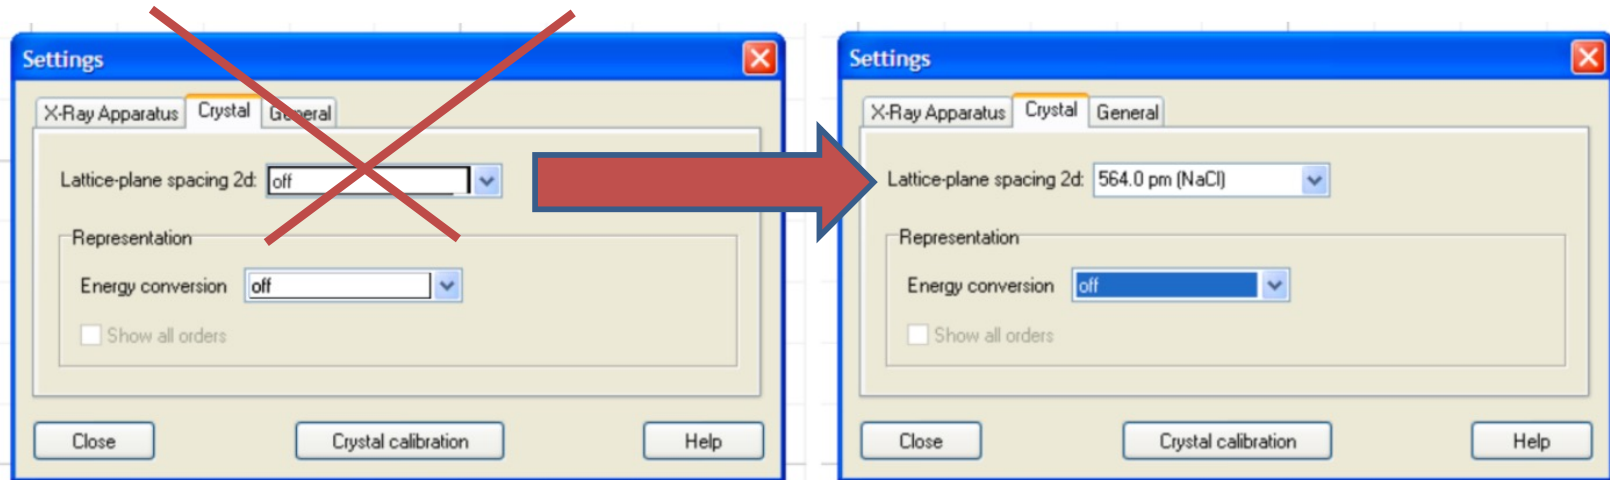 Settings
X-Ray Apparatus Crystal General
Lattice-plane spacing 2d: off
Representation
Energy conversion off
Show all orders
Close Crystal calibration Help
Settings
X-Ray Apparatus Crystal General
Lattice-plane spacing 2d: 564.0 pm (NaCl)
Representation
Energy conversion off
Show all orders
Close Crystal calibration Help